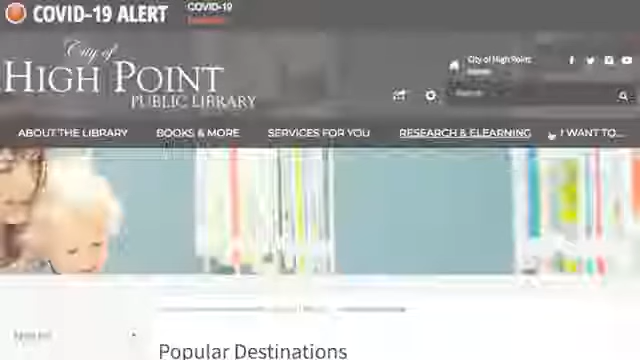 COVID-19 ALERT
COVID-19
City of
HIGH POINT
PUBLIC LIBRARY
City of High Point
Search
ABOUT THE LIBRARY
BOOKS & MORE
SERVICES FOR YOU
RESEARCH & ELEARNING
I WANT TO...
Popular Destinations